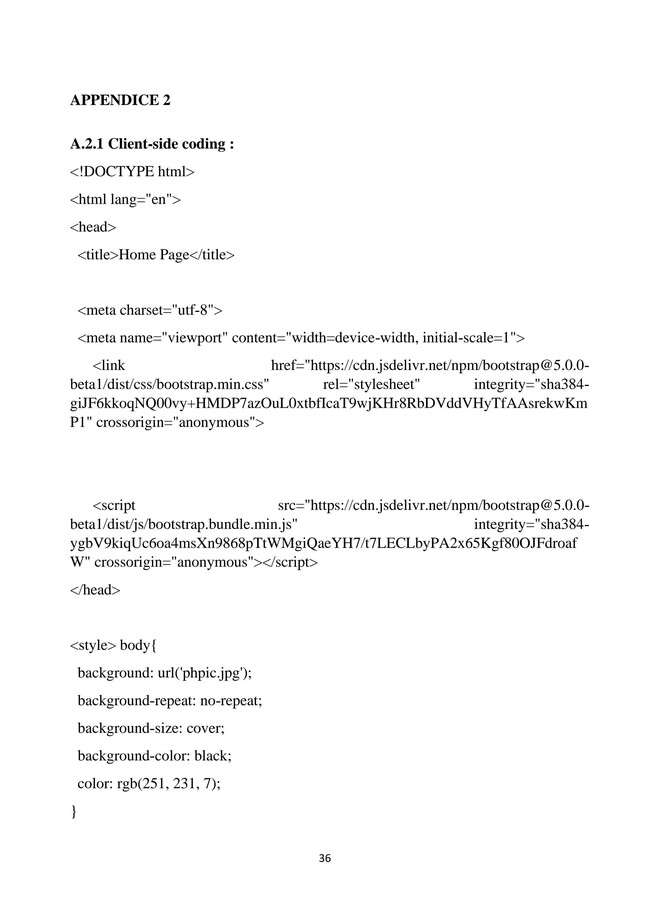 APPENDICE 2
A.2.1 Client-side coding :
<!DOCTYPE html>
<html lang="en">
<head>
<title>Home Page</title>
<meta charset="utf-8">
<meta name="viewport" content="width=device-width, initial-scale=1">
<link href="https://cdn.jsdelivr.net/npm/bootstrap@5.0.0-
beta1/dist/css/bootstrap.min.css" rel="stylesheet" integrity="sha384-
giJF6kkoqNQ00vy+HMDP7azOuL0xtbfIcaT9wjKHr8RbDVddVHyTfAAsrekwKm
P1" crossorigin="anonymous">
<script src="https://cdn.jsdelivr.net/npm/bootstrap@5.0.0-
beta1/dist/js/bootstrap.bundle.min.js" integrity="sha384-
ygbV9kiqUc6oa4msXn9868pTtWMgiQaeYH7/t7LECLbyPA2x65Kgf80OJFdroaf
W" crossorigin="anonymous"></script>
</head>
<style> body{
background: url('phpic.jpg');
background-repeat: no-repeat;
background-size: cover;
background-color: black;
color: rgb(251, 231, 7);
}
36